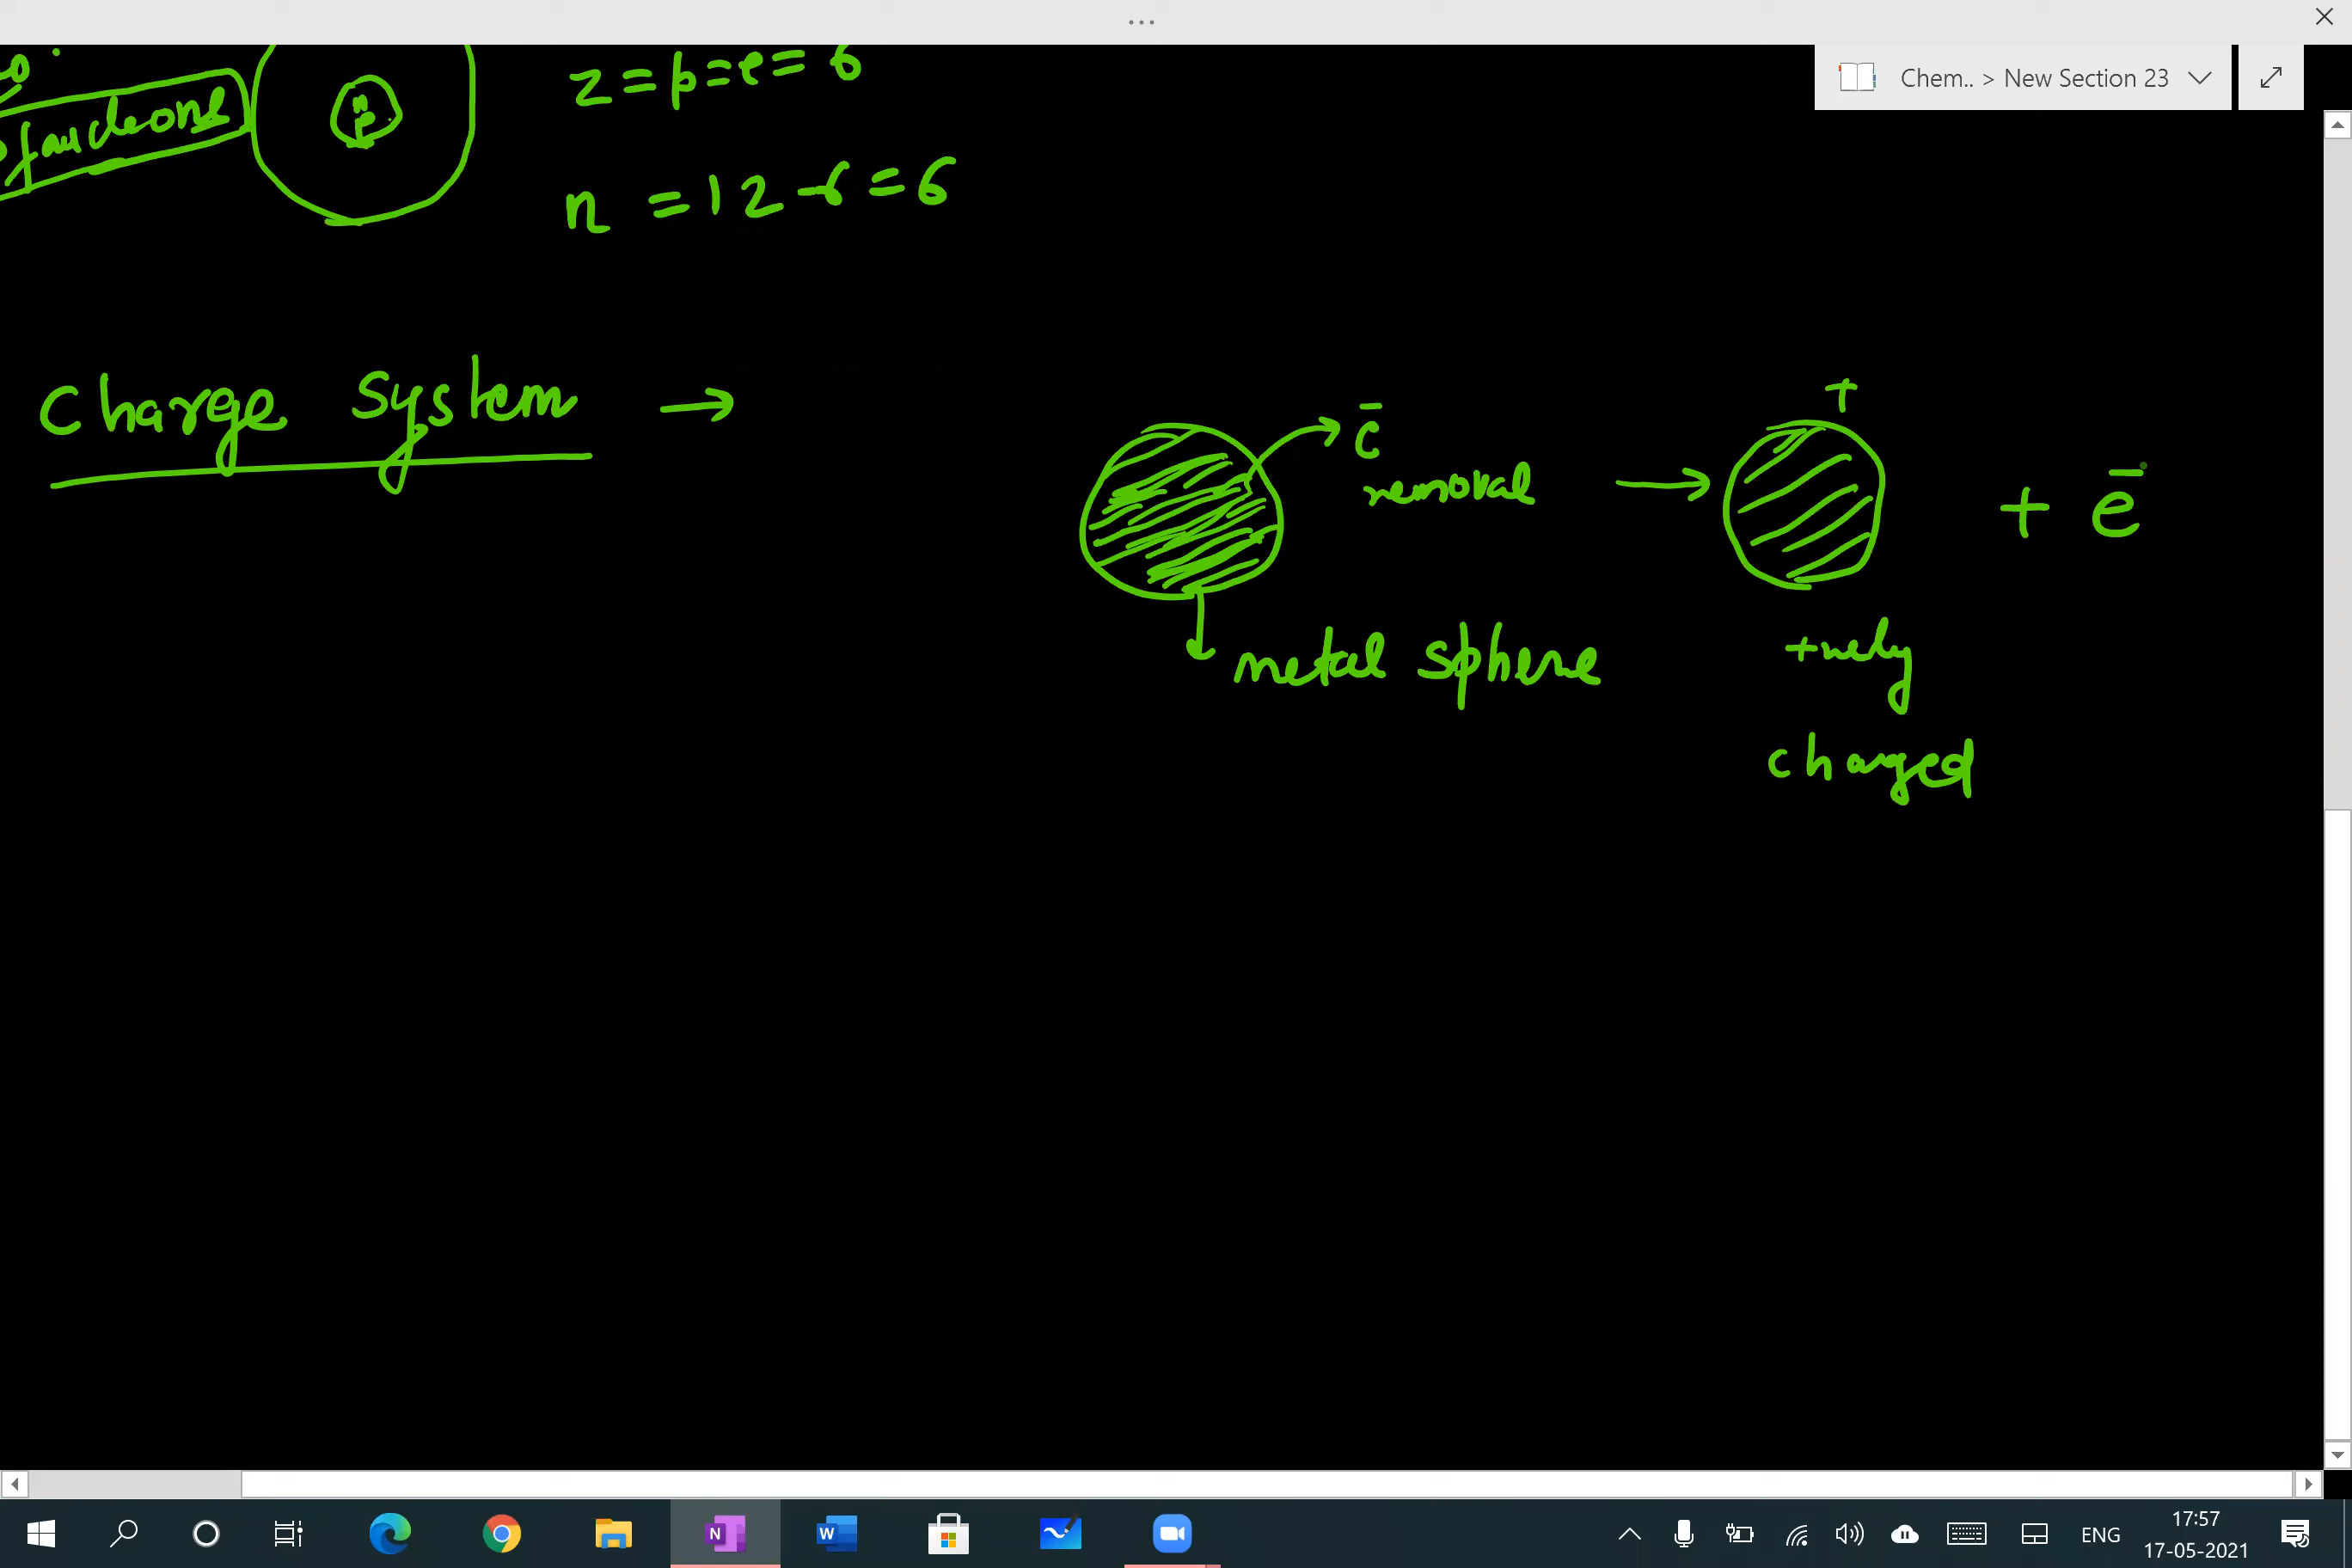 Chem.. > New Section 23
z = p = e = 6
nucleons
n
p
n = 12 - 6 = 6
Charge System →
ē removal → + + ē
metal sphere
+vely
charged
N
W
ENG
17:57
17-05-2021